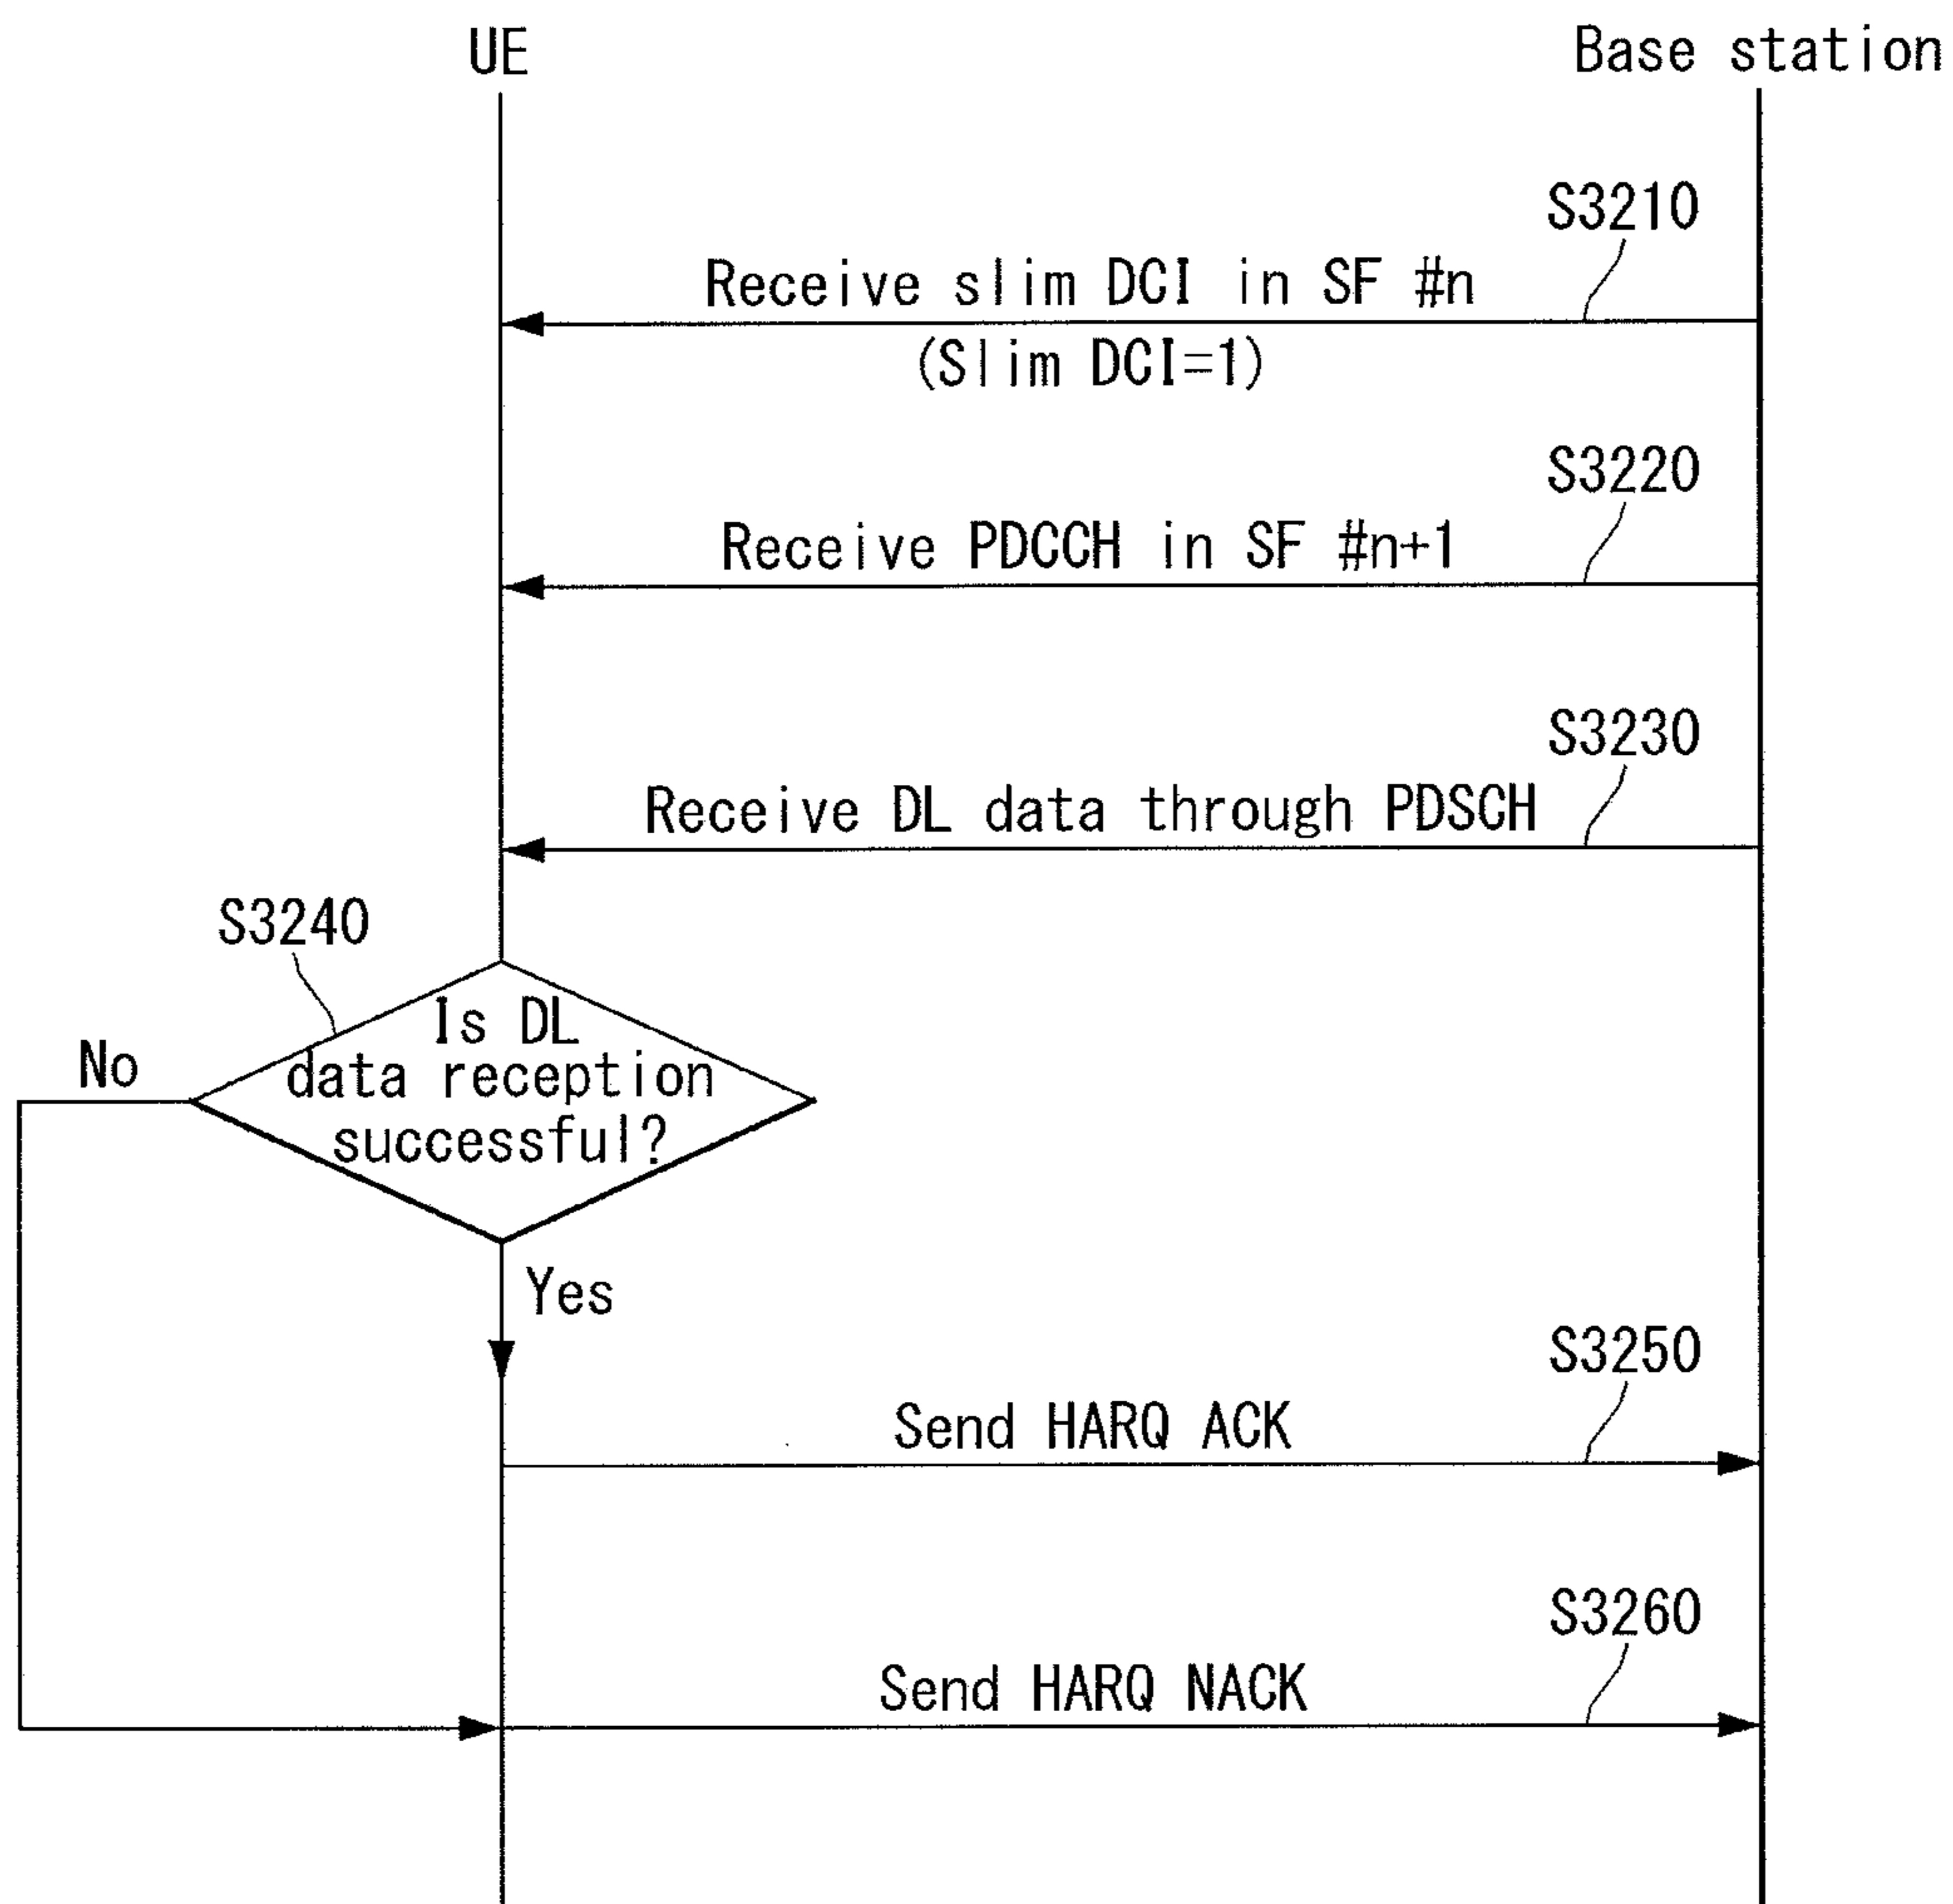 UE
Base station
S3210
Receive slim DCI in SF #n
(Slim DCI=1)
S3220
Receive PDCCH in SF #n+1
S3230
Receive DL data through PDSCH
S3240
Is DL
data reception
successful?
No
Yes
S3250
Send HARQ ACK
S3260
Send HARQ NACK